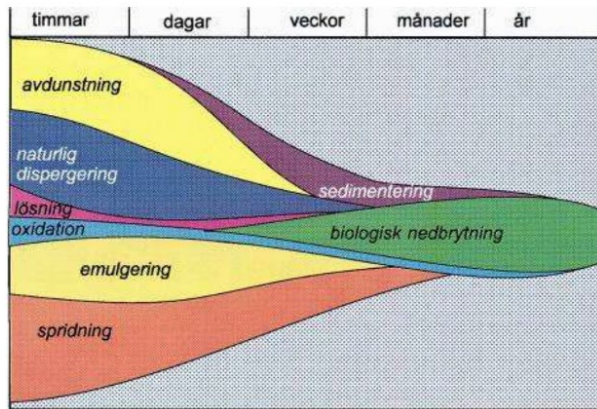 timmar dagar veckor månader år
avdunstning
naturlig
dispergering
sedimentering
lösning
oxidation
biologisk nedbrytning
emulgering
spridning